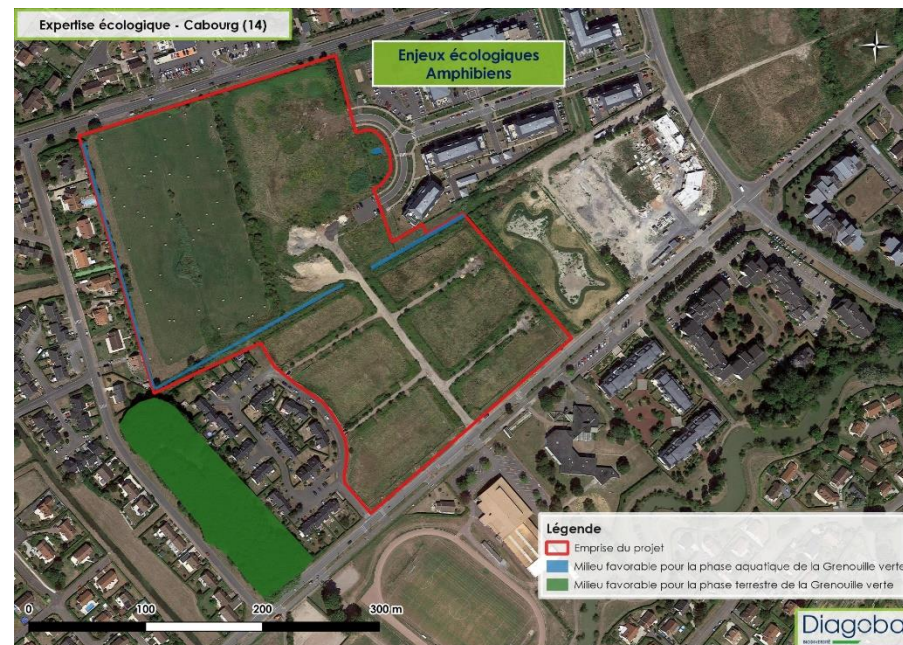 Expertise écologique - Cabourg (14)
Enjeux écologiques
Amphibiens
Légende
Emprise du projet
Milieu favorable pour la phase aquatique de la Grenouille verte
Milieu favorable pour la phase terrestre de la Grenouille verte
0 100 200 300 m
Diagobat